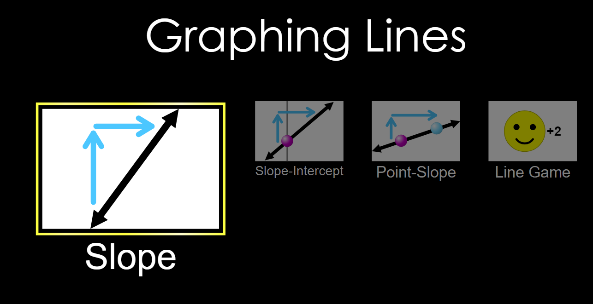 Graphing Lines
+2
Slope-Intercept
Point-Slope
Line Game
Slope